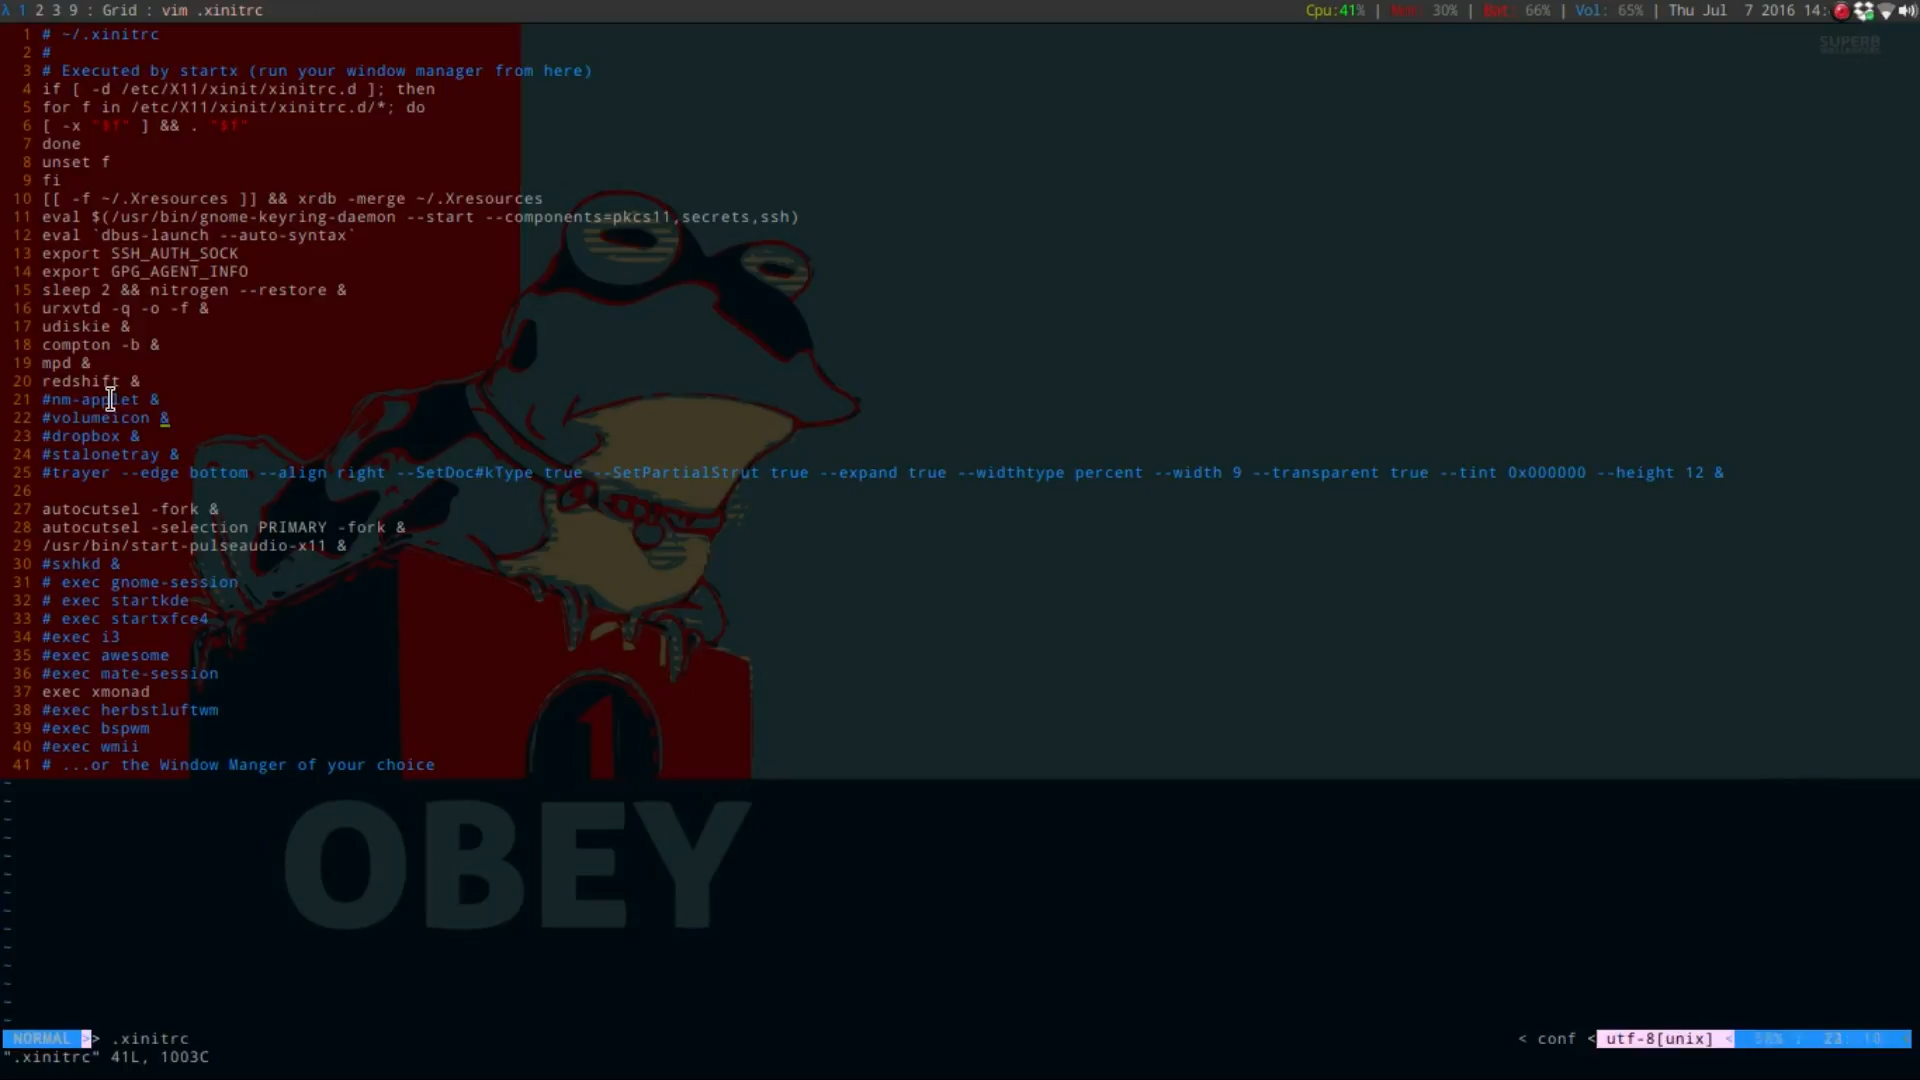 λ 1 2 3 9 : Grid : vim .xinitrc
Cpu:41% | Mem: 30% | Bat: 66% | Vol: 65% | Thu Jul 7 2016 14:
SUPERB
1 # ~/.xinitrc
2 #
3 # Executed by startx (run your window manager from here)
4 if [ -d /etc/X11/xinit/xinitrc.d ]; then
5 for f in /etc/X11/xinit/xinitrc.d/*; do
6 [ -x "$f" ] && . "$f"
7 done
8 unset f
9 fi
10 [[ -f ~/.Xresources ]] && xrdb -merge ~/.Xresources
11 eval $(/usr/bin/gnome-keyring-daemon --start --components=pkcs11,secrets,ssh)
12 eval `dbus-launch --auto-syntax`
13 export SSH_AUTH_SOCK
14 export GPG_AGENT_INFO
15 sleep 2 && nitrogen --restore &
16 urxvtd -q -o -f &
17 udiskie &
18 compton -b &
19 mpd &
20 redshift &
21 #nm-applet &
22 #volumeicon &
23 #dropbox &
24 #stalonetray &
25 #trayer --edge bottom --align right --SetDoc#kType true --SetPartialStrut true --expand true --widthtype percent --width 9 --transparent true --tint 0x000000 --height 12 &
26
27 autocutsel -fork &
28 autocutsel -selection PRIMARY -fork &
29 /usr/bin/start-pulseaudio-x11 &
30 #sxhkd &
31 # exec gnome-session
32 # exec startkde
33 # exec startxfce4
34 #exec i3
35 #exec awesome
36 #exec mate-session
37 exec xmonad
38 #exec herbstluftwm
39 #exec bspwm
40 #exec wmii
41 # ...or the Window Manger of your choice
1
OBEY
NORMAL >> .xinitrc
< conf < utf-8[unix] <
".xinitrc" 41L, 1003C